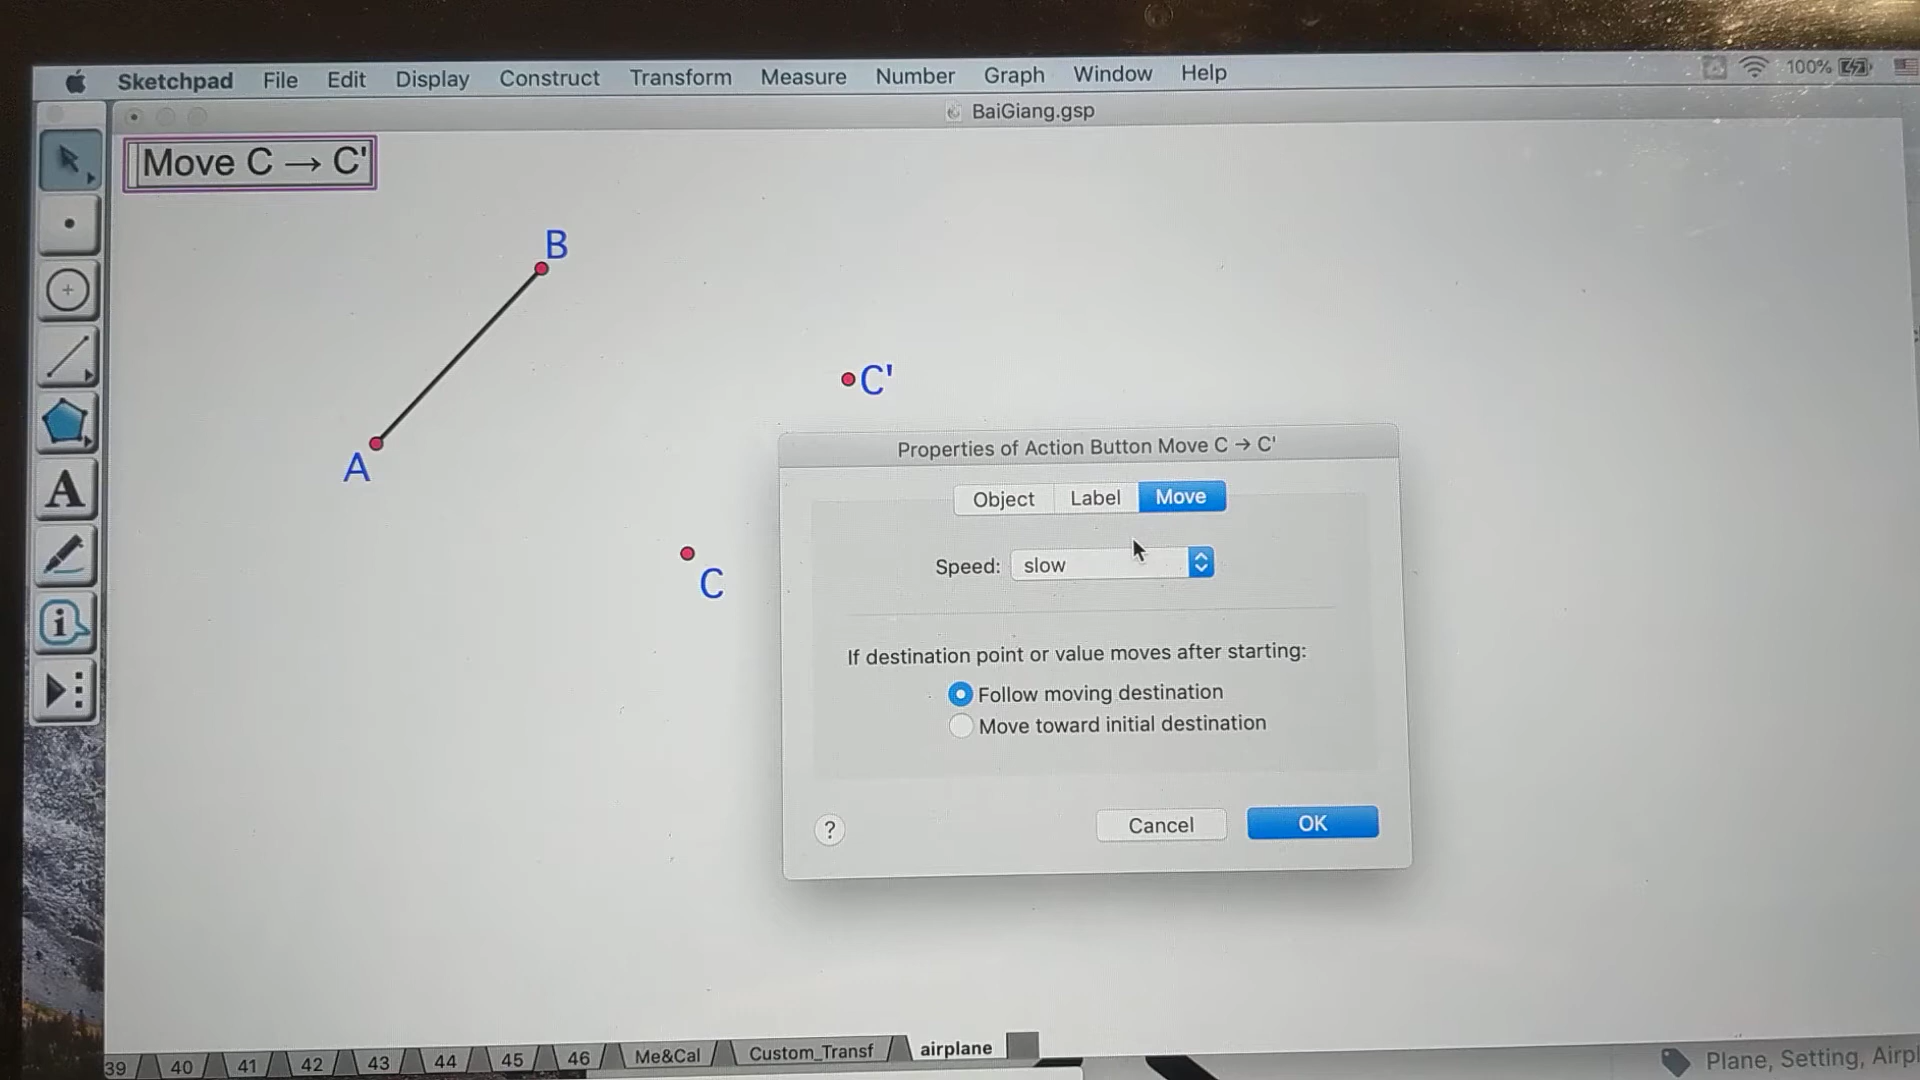 Sketchpad File Edit Display Construct Transform Measure Number Graph Window Help 100%
BaiGiang.gsp
Move C → C'
B
C'
A
C
Properties of Action Button Move C → C'
Object Label Move
Speed: slow
If destination point or value moves after starting:
Follow moving destination
Move toward initial destination
? Cancel OK
A
i
39 40 41 42 43 44 45 46 Me&Cal Custom_Transf airplane
Plane, Setting, Airpl